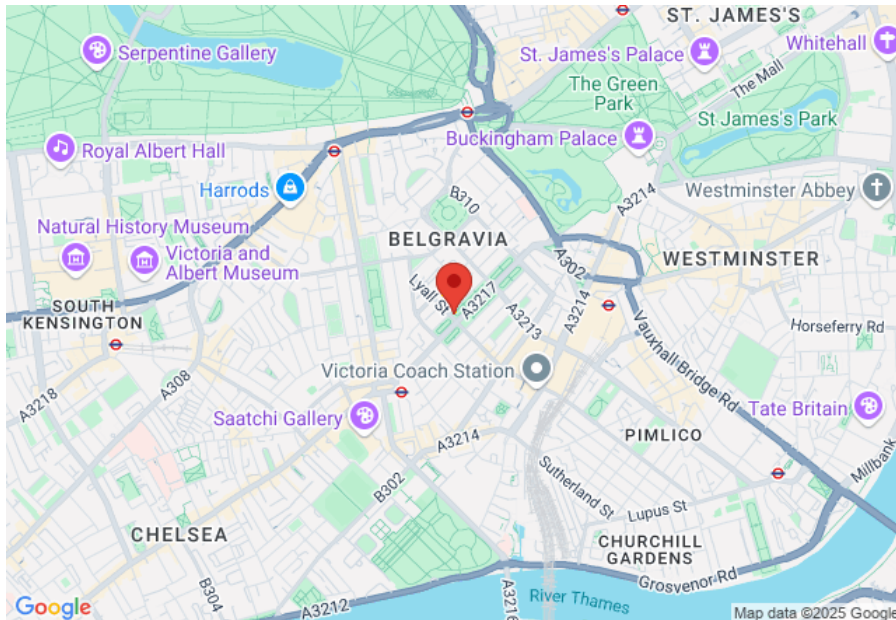 ST. JAMES'S
Serpentine Gallery
St. James's Palace
Whitehall
The Mall
The Green
Park
St James's Park
Buckingham Palace
Royal Albert Hall
Harrods
B310
A3214
Westminster Abbey
Natural History Museum
Victoria and
Albert Museum
BELGRAVIA
A302
WESTMINSTER
Lyall St
A3217
A3213
A3214
SOUTH
KENSINGTON
Horseferry Rd
Vauxhall Bridge Rd
A308
Victoria Coach Station
A3218
Saatchi Gallery
Tate Britain
A3214
PIMLICO
B302
Sutherland St
Millbank
Lupus St
CHELSEA
CHURCHILL
GARDENS
B304
Grosvenor Rd
River Thames
A3212
A3216
Google
Map data ©2025 Google